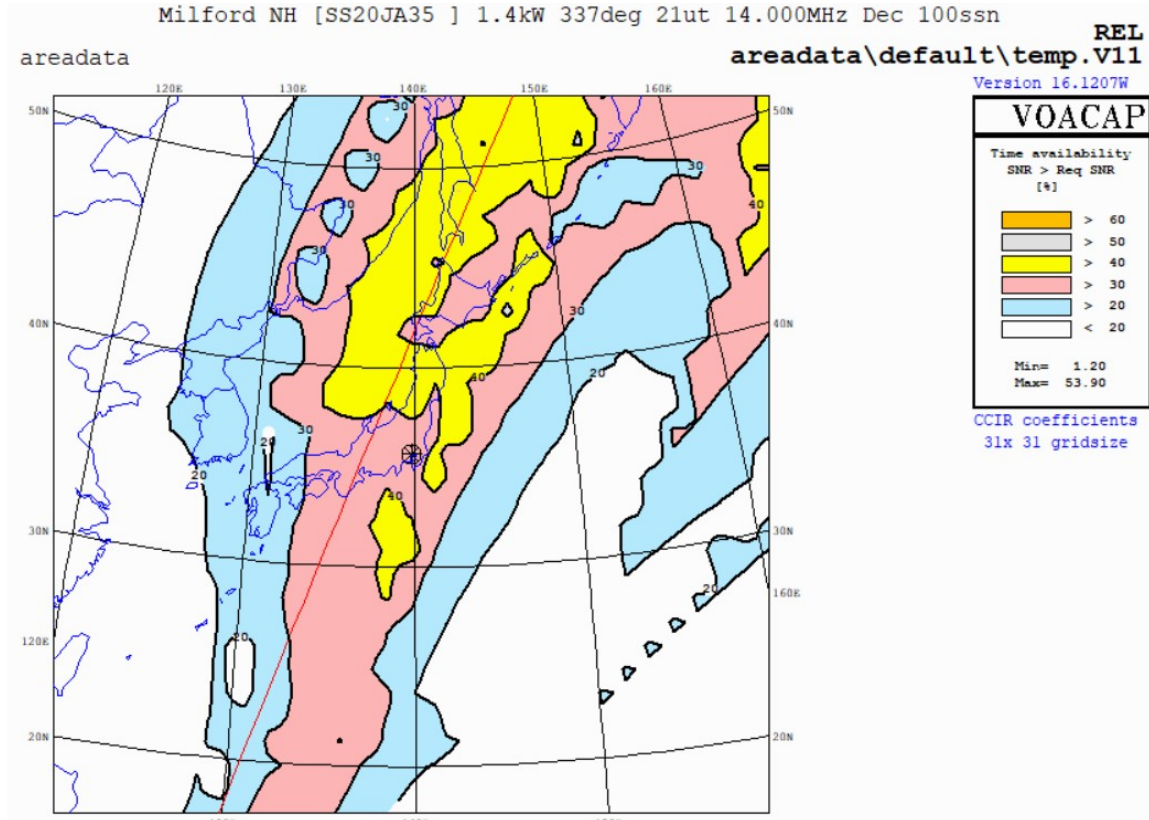 Milford NH [SS20JA35 ] 1.4kW 337deg 21ut 14.000MHz Dec 100ssn
REL
areadata
areadata\default\temp.V11
Version 16.1207W
VOACAP
Time availability
SNR > Req SNR
[%]
> 60
> 50
> 40
> 30
> 20
< 20
Min= 1.20
Max= 53.90
CCIR coefficients
31x 31 gridsize
120E 130E 140E 150E 160E
50N 50N
30
30
30
30
30
40
40N 40N
30
20
40
30
20
20
40
30N 30N
20
160E
120E
20
20N 20N